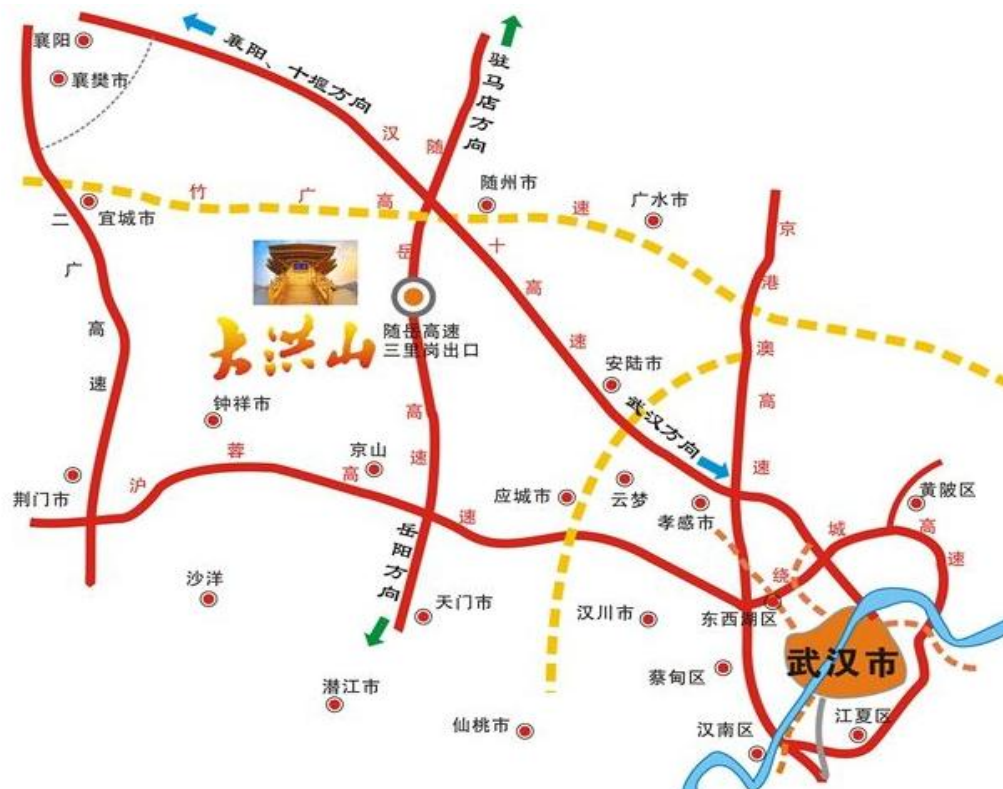 襄阳
襄樊市
襄阳、十堰方向
驻马店方向
汉十高速
随岳高速
竹广高速
随州市
广水市
宜城市
二广高速
京港澳高速
大洪山
随岳高速
三里岗出口
安陆市
武汉方向
钟祥市
京山
沪蓉高速
荆门市
应城市
云梦
孝感市
黄陂区
绕城高速
岳阳方向
沙洋
天门市
汉川市
东西湖区
武汉市
蔡甸区
潜江市
仙桃市
汉南区
江夏区